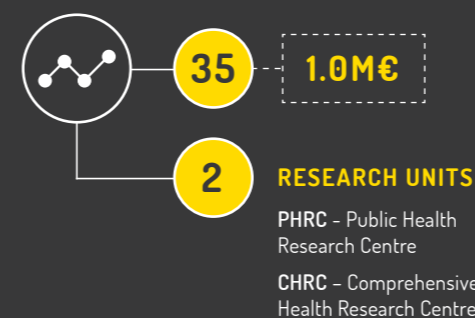 35
1.0M€
2
RESEARCH UNITS
PHRC - Public Health
Research Centre
CHRC – Comprehensive
Health Research Centre